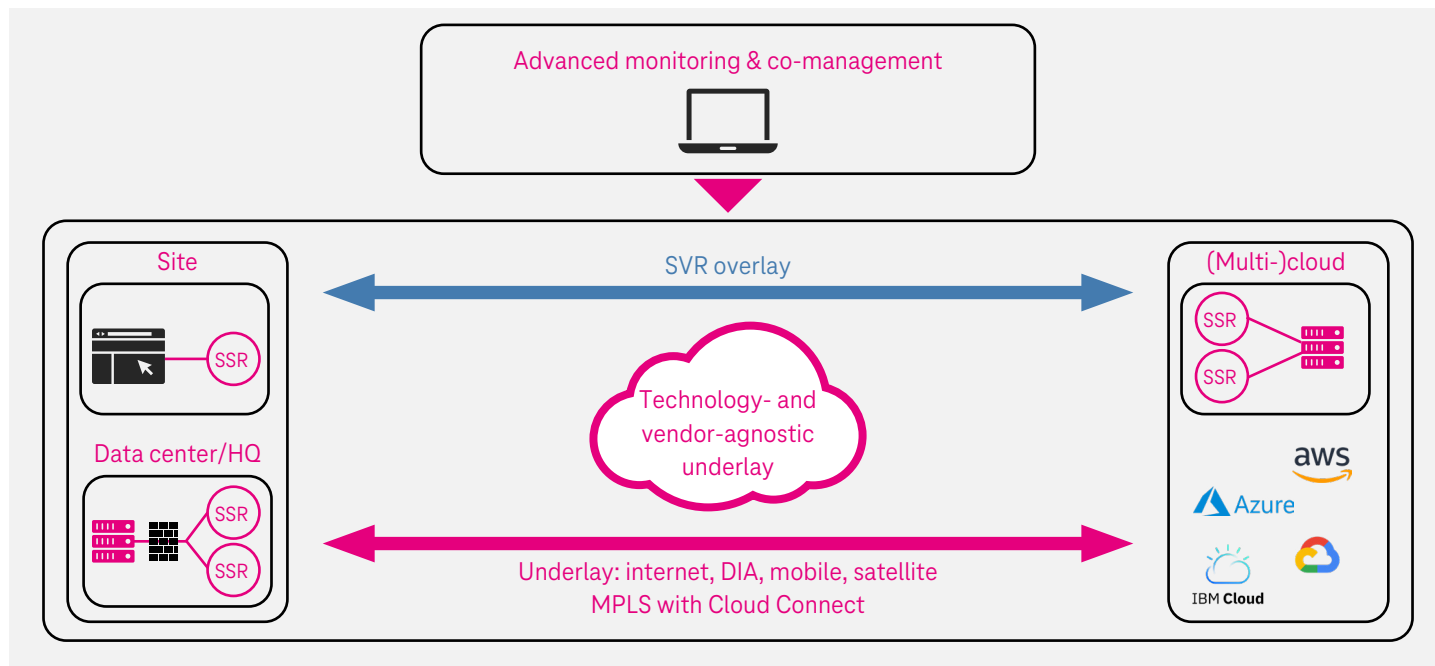 Advanced monitoring & co-management
Site
SVR overlay
(Multi-)cloud
SSR
SSR
SSR
Technology- and
vendor-agnostic
underlay
Data center/HQ
SSR
SSR
aws
Azure
IBM Cloud
Underlay: internet, DIA, mobile, satellite
MPLS with Cloud Connect